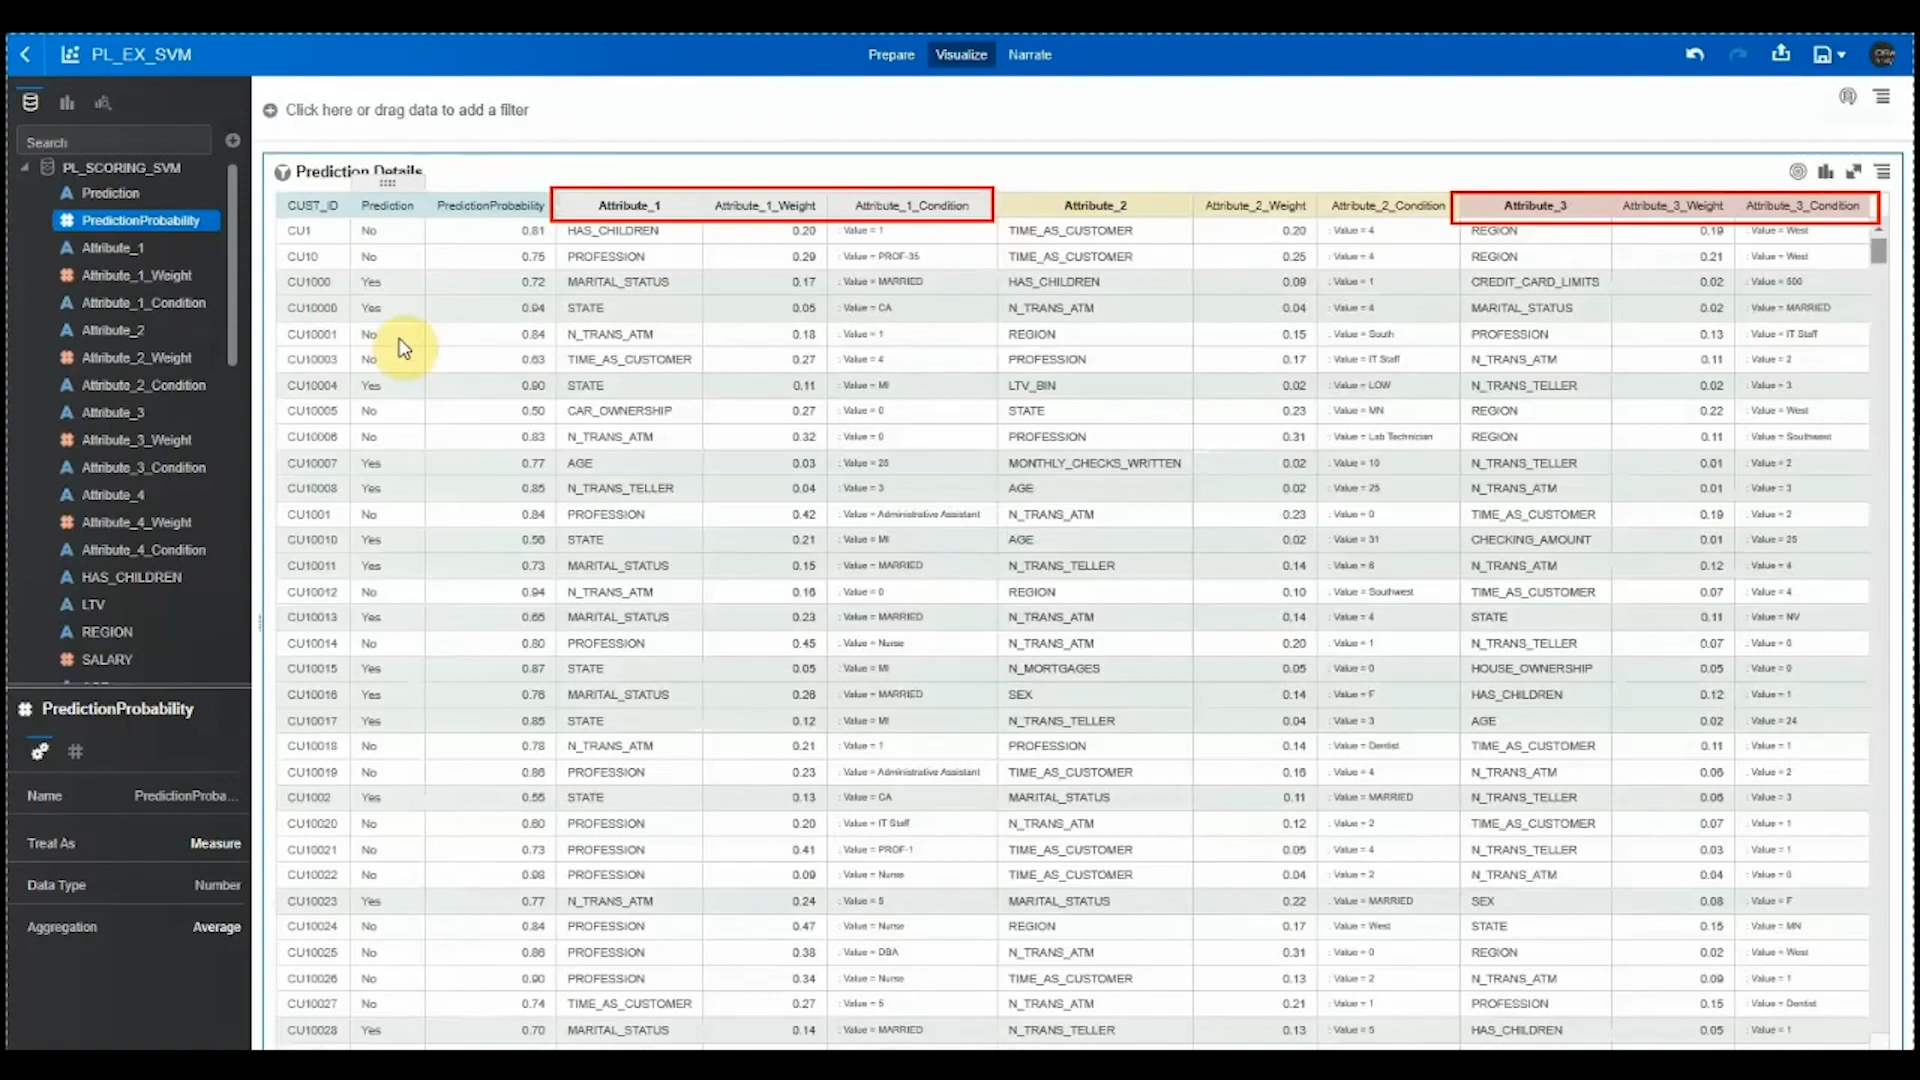 PL_EX_SVM
Prepare Visualize Narrate
Click here or drag data to add a filter
Search
PL_SCORING_SVM
Prediction
PredictionProbability
Attribute_1
Attribute_1_Weight
Attribute_1_Condition
Attribute_2
Attribute_2_Weight
Attribute_2_Condition
Attribute_3
Attribute_3_Weight
Attribute_3_Condition
Attribute_4
Attribute_4_Weight
Attribute_4_Condition
HAS_CHILDREN
LTV
REGION
SALARY
PredictionProbability
Name PredictionProba...
Treat As Measure
Data Type Number
Aggregation Average
Prediction Details
CUST_ID Prediction PredictionProbability Attribute_1 Attribute_1_Weight Attribute_1_Condition Attribute_2 Attribute_2_Weight Attribute_2_Condition Attribute_3 Attribute_3_Weight Attribute_3_Condition
CU1 No 0.81 HAS_CHILDREN 0.20 : Value = 1 TIME_AS_CUSTOMER 0.20 : Value = 4 REGION 0.19 : Value = West
CU10 No 0.75 PROFESSION 0.29 : Value = PROF-35 TIME_AS_CUSTOMER 0.25 : Value = 4 REGION 0.21 : Value = West
CU1000 Yes 0.72 MARITAL_STATUS 0.17 : Value = MARRIED HAS_CHILDREN 0.09 : Value = 1 CREDIT_CARD_LIMITS 0.02 : Value = 500
CU10000 Yes 0.94 STATE 0.05 : Value = CA N_TRANS_ATM 0.04 : Value = 4 MARITAL_STATUS 0.02 : Value = MARRIED
CU10001 No 0.84 N_TRANS_ATM 0.18 : Value = 1 REGION 0.15 : Value = South PROFESSION 0.13 : Value = IT Staff
CU10003 No 0.63 TIME_AS_CUSTOMER 0.27 : Value = 4 PROFESSION 0.17 : Value = IT Staff N_TRANS_ATM 0.11 : Value = 2
CU10004 Yes 0.90 STATE 0.11 : Value = MI LTV_BIN 0.02 : Value = LOW N_TRANS_TELLER 0.02 : Value = 3
CU10005 No 0.50 CAR_OWNERSHIP 0.27 : Value = 0 STATE 0.23 : Value = MN REGION 0.22 : Value = West
CU10006 No 0.83 N_TRANS_ATM 0.32 : Value = 0 PROFESSION 0.31 : Value = Lab Technician REGION 0.11 : Value = Southwest
CU10007 Yes 0.77 AGE 0.03 : Value = 25 MONTHLY_CHECKS_WRITTEN 0.02 : Value = 10 N_TRANS_TELLER 0.01 : Value = 2
CU10008 Yes 0.85 N_TRANS_TELLER 0.04 : Value = 3 AGE 0.02 : Value = 25 N_TRANS_ATM 0.01 : Value = 3
CU1001 No 0.84 PROFESSION 0.42 : Value = Administrative Assistant N_TRANS_ATM 0.23 : Value = 0 TIME_AS_CUSTOMER 0.19 : Value = 2
CU10010 Yes 0.56 STATE 0.21 : Value = MI AGE 0.02 : Value = 31 CHECKING_AMOUNT 0.01 : Value = 25
CU10011 Yes 0.73 MARITAL_STATUS 0.15 : Value = MARRIED N_TRANS_TELLER 0.14 : Value = 6 N_TRANS_ATM 0.12 : Value = 4
CU10012 No 0.94 N_TRANS_ATM 0.16 : Value = 0 REGION 0.10 : Value = Southwest TIME_AS_CUSTOMER 0.07 : Value = 4
CU10013 Yes 0.65 MARITAL_STATUS 0.23 : Value = MARRIED N_TRANS_ATM 0.14 : Value = 4 STATE 0.11 : Value = NV
CU10014 No 0.80 PROFESSION 0.45 : Value = Nurse N_TRANS_ATM 0.20 : Value = 1 N_TRANS_TELLER 0.07 : Value = 0
CU10015 Yes 0.87 STATE 0.05 : Value = MI N_MORTGAGES 0.05 : Value = 0 HOUSE_OWNERSHIP 0.05 : Value = 0
CU10016 Yes 0.76 MARITAL_STATUS 0.26 : Value = MARRIED SEX 0.14 : Value = F HAS_CHILDREN 0.12 : Value = 1
CU10017 Yes 0.85 STATE 0.12 : Value = MI N_TRANS_TELLER 0.04 : Value = 3 AGE 0.02 : Value = 24
CU10018 No 0.78 N_TRANS_ATM 0.21 : Value = 1 PROFESSION 0.14 : Value = Dentist TIME_AS_CUSTOMER 0.11 : Value = 1
CU10019 No 0.86 PROFESSION 0.23 : Value = Administrative Assistant TIME_AS_CUSTOMER 0.16 : Value = 4 N_TRANS_ATM 0.06 : Value = 2
CU1002 Yes 0.55 STATE 0.13 : Value = CA MARITAL_STATUS 0.11 : Value = MARRIED N_TRANS_TELLER 0.06 : Value = 3
CU10020 No 0.60 PROFESSION 0.20 : Value = IT Staff N_TRANS_ATM 0.12 : Value = 2 TIME_AS_CUSTOMER 0.07 : Value = 1
CU10021 No 0.73 PROFESSION 0.41 : Value = PROF-1 TIME_AS_CUSTOMER 0.05 : Value = 4 N_TRANS_TELLER 0.03 : Value = 1
CU10022 No 0.98 PROFESSION 0.09 : Value = Nurse TIME_AS_CUSTOMER 0.04 : Value = 2 N_TRANS_ATM 0.04 : Value = 0
CU10023 Yes 0.77 N_TRANS_ATM 0.24 : Value = 5 MARITAL_STATUS 0.22 : Value = MARRIED SEX 0.08 : Value = F
CU10024 No 0.84 PROFESSION 0.47 : Value = Nurse REGION 0.17 : Value = West STATE 0.15 : Value = MN
CU10025 No 0.86 PROFESSION 0.38 : Value = DBA N_TRANS_ATM 0.31 : Value = 0 REGION 0.02 : Value = West
CU10026 No 0.90 PROFESSION 0.34 : Value = Nurse TIME_AS_CUSTOMER 0.13 : Value = 2 N_TRANS_ATM 0.09 : Value = 1
CU10027 No 0.74 TIME_AS_CUSTOMER 0.27 : Value = 5 N_TRANS_ATM 0.21 : Value = 1 PROFESSION 0.15 : Value = Dentist
CU10028 Yes 0.70 MARITAL_STATUS 0.14 : Value = MARRIED N_TRANS_TELLER 0.13 : Value = 5 HAS_CHILDREN 0.05 : Value = 1